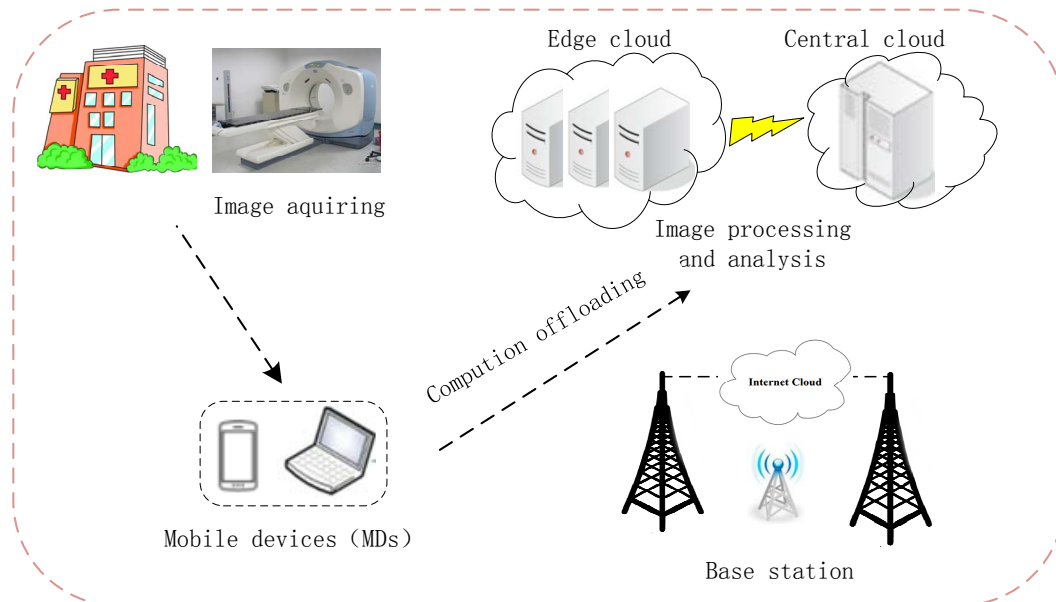 Edge cloud
Central cloud
Image aquiring
Image processing
and analysis
Compution offloading
Internet Cloud
Mobile devices（MDs）
Base station